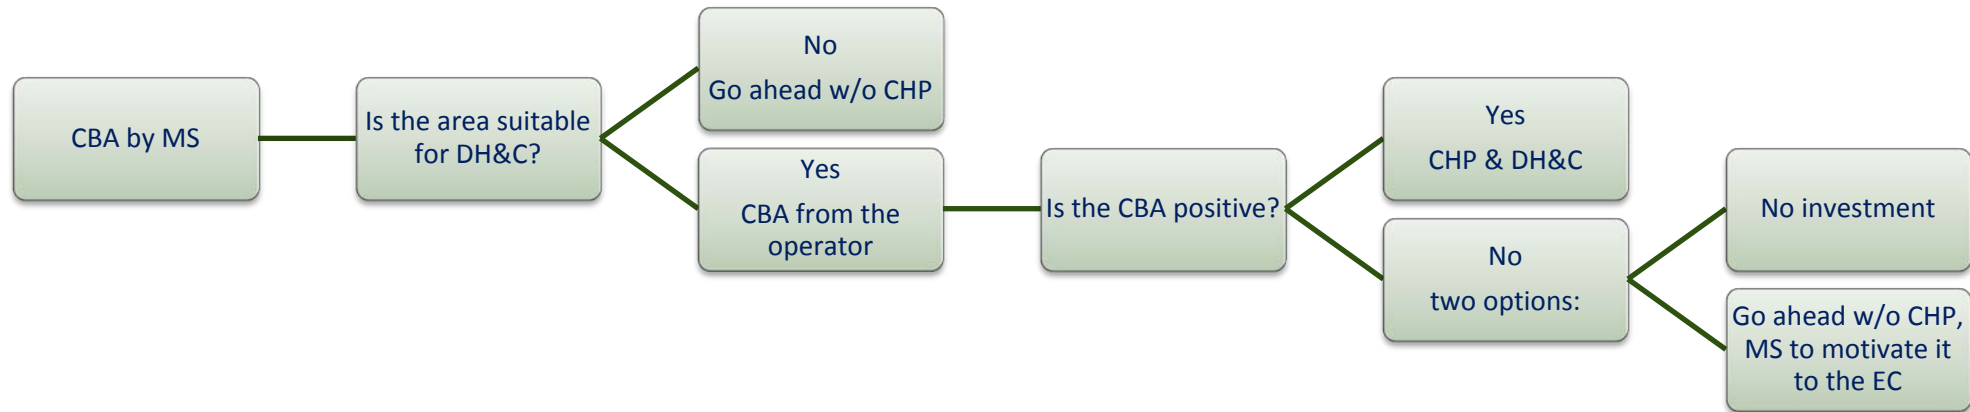 CBA by MS
Is the area suitable
for DH&C?
No
Go ahead w/o CHP
Yes
CBA from the
operator
Is the CBA positive?
Yes
CHP & DH&C
No
two options:
No investment
Go ahead w/o CHP,
MS to motivate it
to the EC